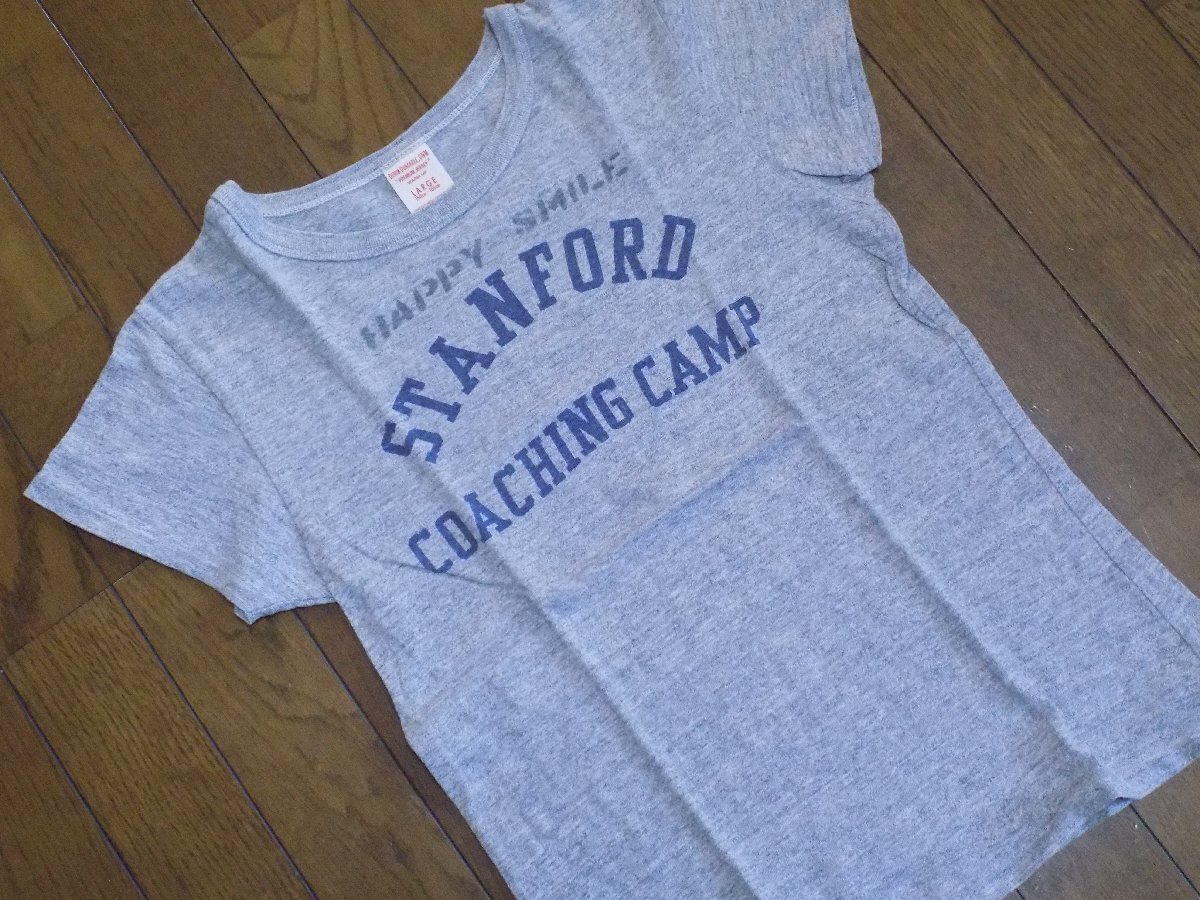 LARGE
HAPPY SMILE
STANFORD
COACHING CAMP